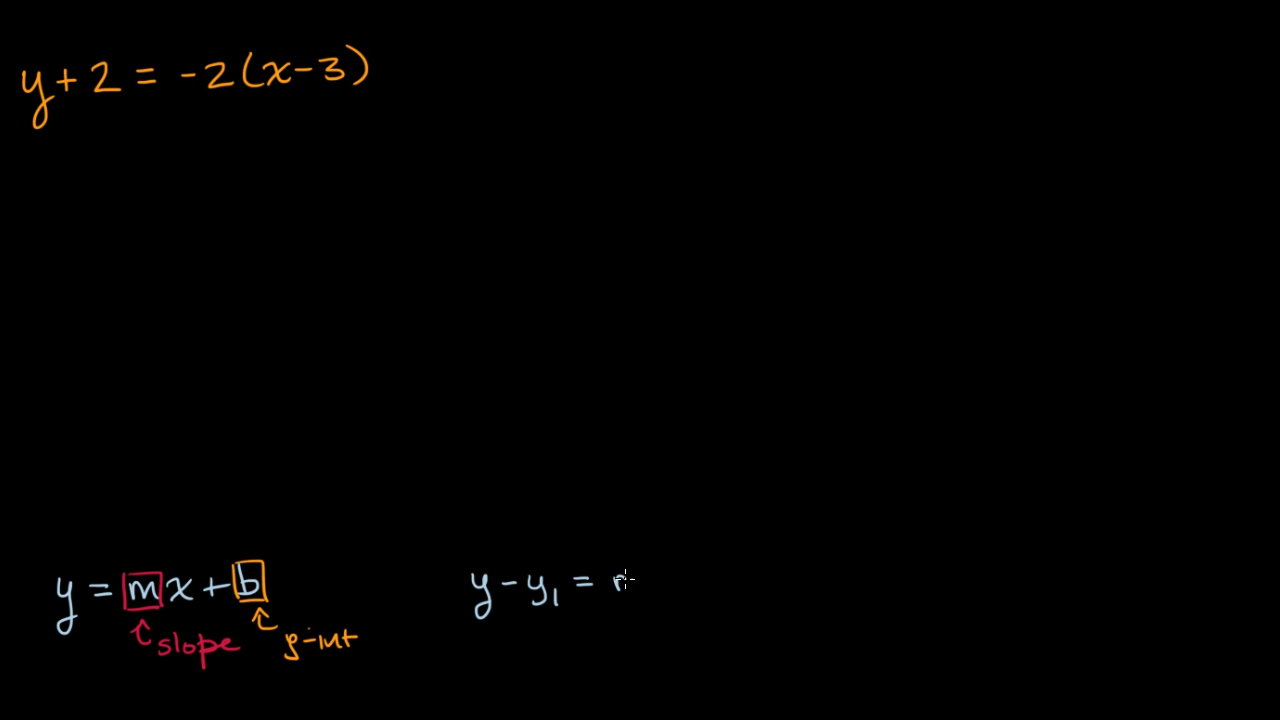 y+2 = -2(x-3)
y = mx+b
slope
y-int
y-y₁ =